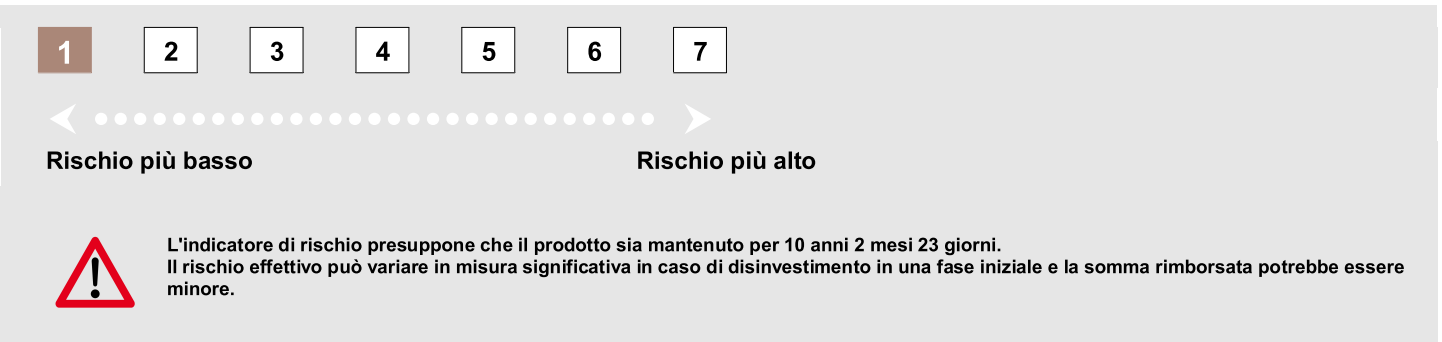 1 2 3 4 5 6 7
Rischio più basso Rischio più alto
L'indicatore di rischio presuppone che il prodotto sia mantenuto per 10 anni 2 mesi 23 giorni.
Il rischio effettivo può variare in misura significativa in caso di disinvestimento in una fase iniziale e la somma rimborsata potrebbe essere
minore.